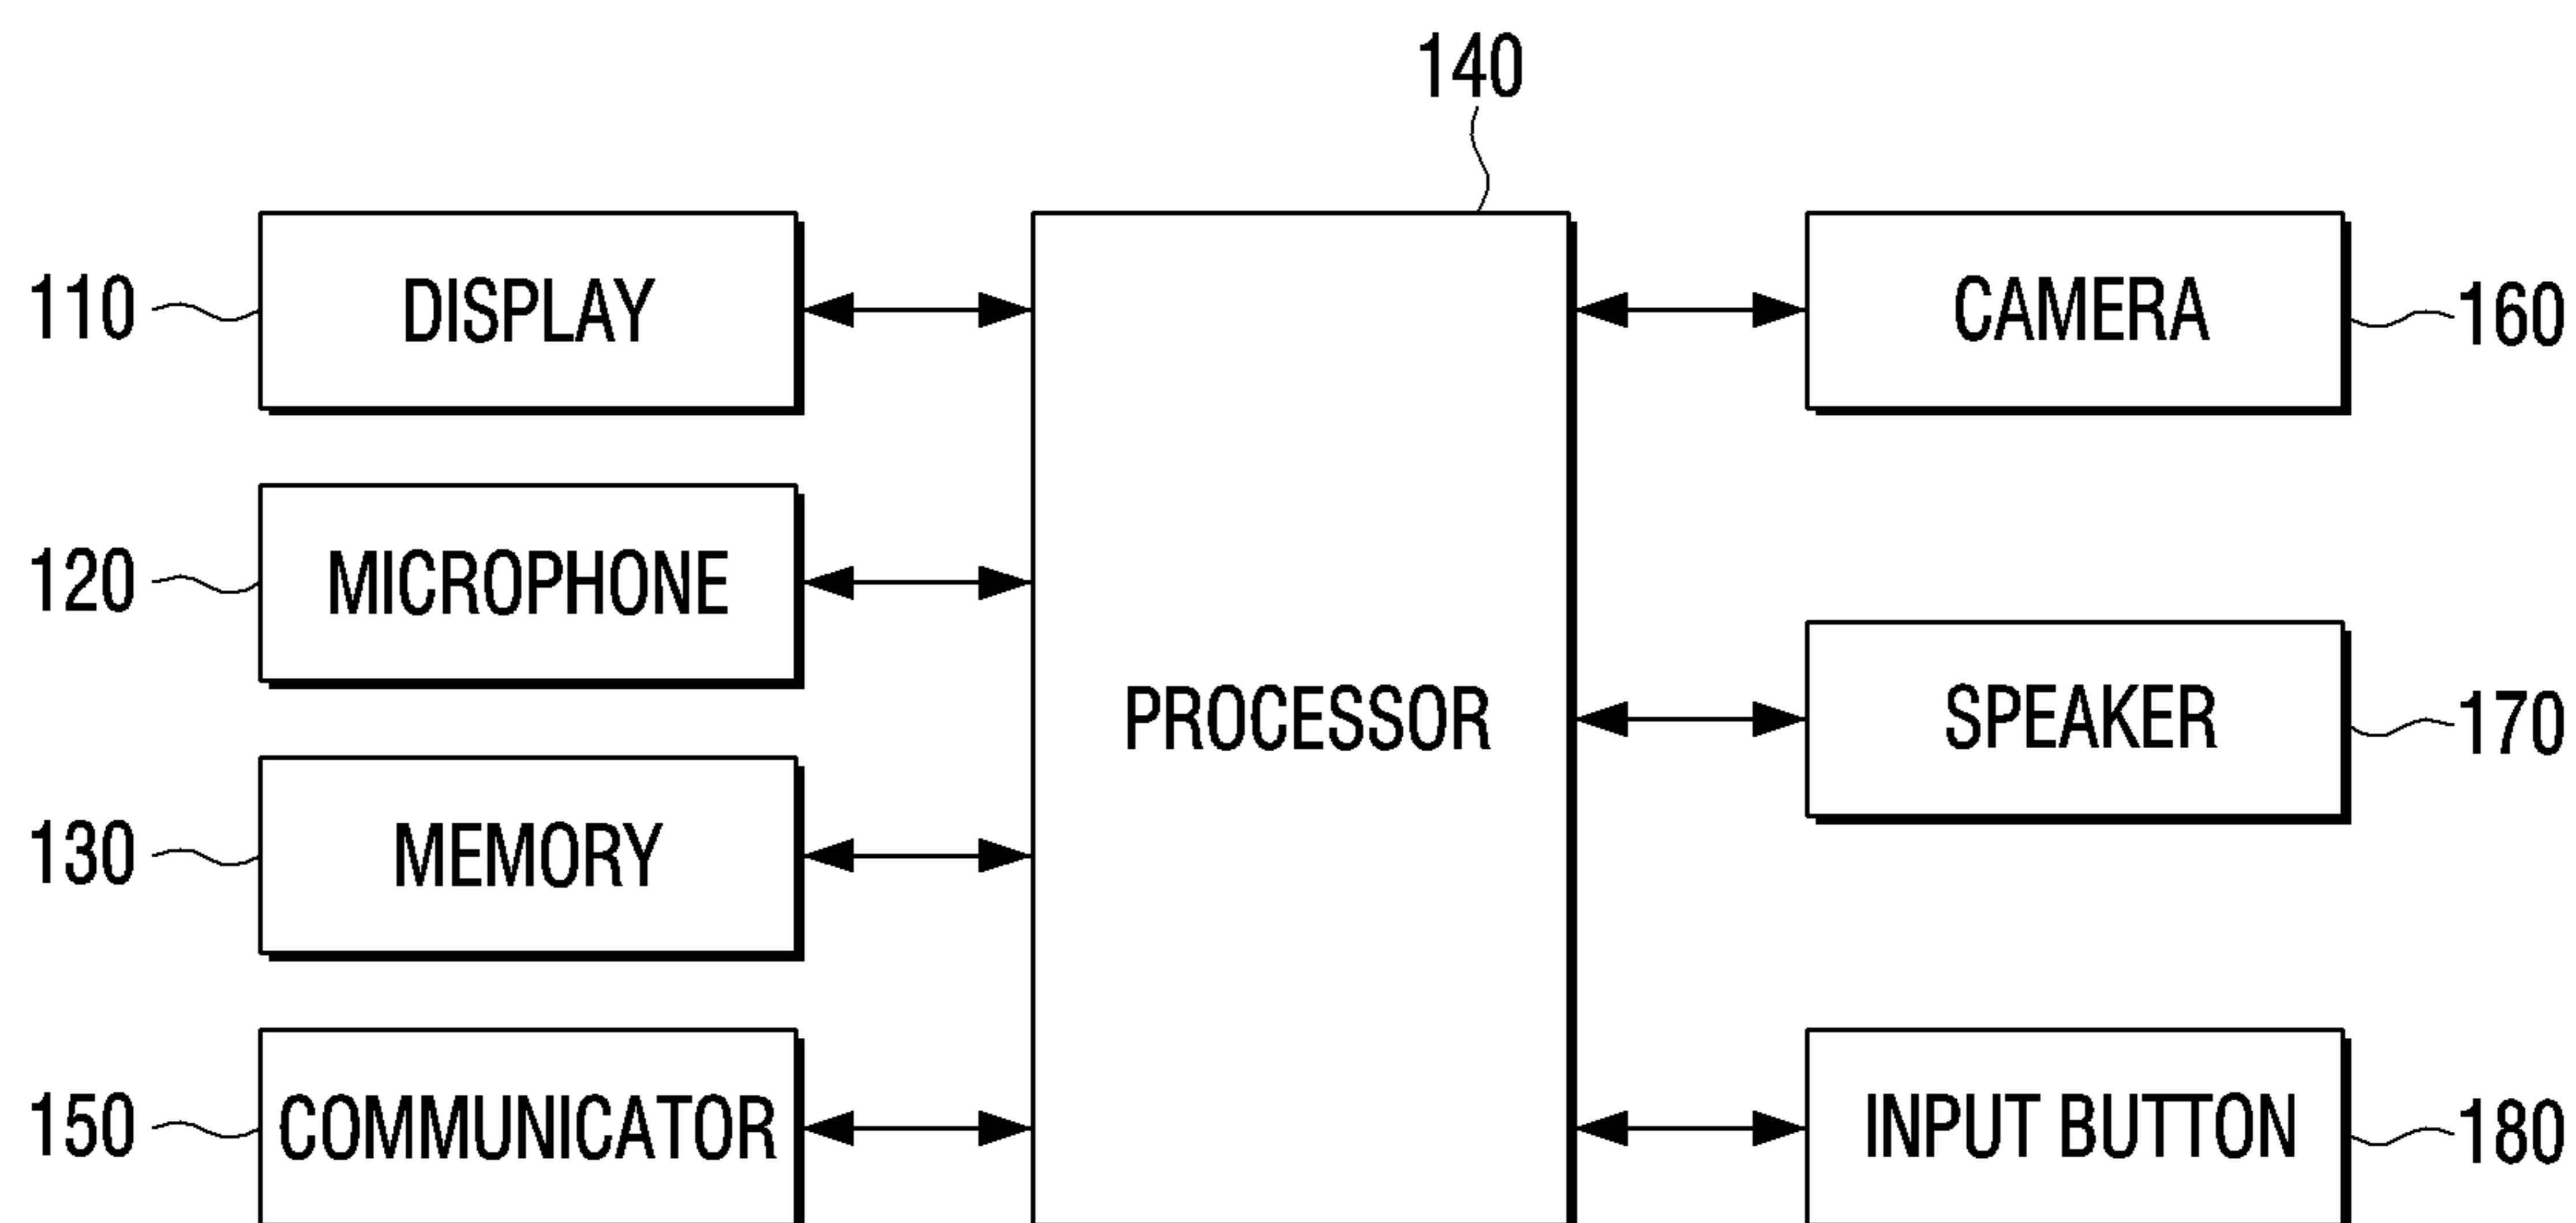 140
110 DISPLAY CAMERA 160
120 MICROPHONE
PROCESSOR SPEAKER 170
130 MEMORY
150 COMMUNICATOR INPUT BUTTON 180